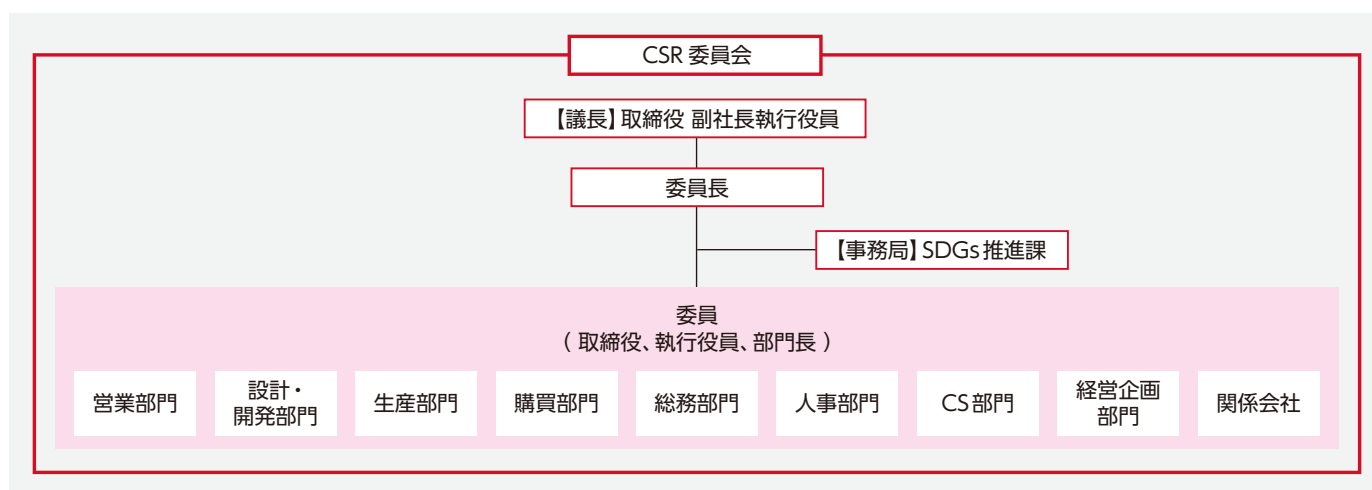 CSR 委員会
【議長】取締役 副社長執行役員
委員長
【事務局】SDGs 推進課
委員
（ 取締役、執行役員、部門長 ）
営業部門
設計・
開発部門
生産部門
購買部門
総務部門
人事部門
CS 部門
経営企画
部門
関係会社